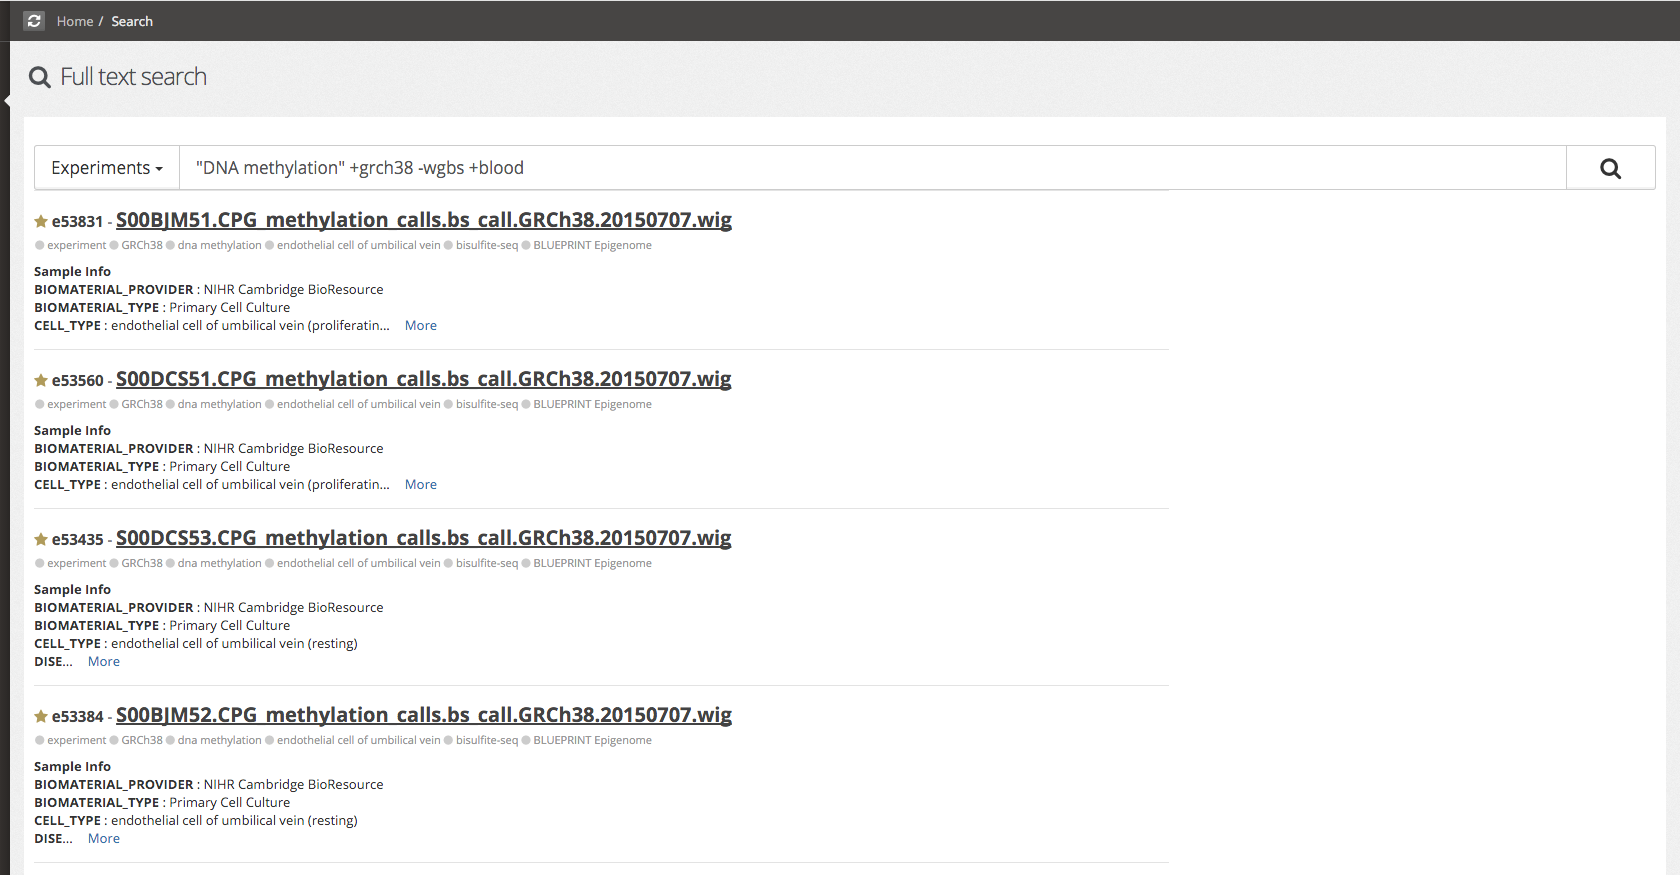 Home / Search
Full text search
Experiments "DNA methylation" +grch38 -wgbs +blood
e53831 - S00BJM51.CPG_methylation_calls.bs_call.GRCh38.20150707.wig
experiment GRCh38 dna methylation endothelial cell of umbilical vein bisulfite-seq BLUEPRINT Epigenome
Sample Info
BIOMATERIAL_PROVIDER : NIHR Cambridge BioResource
BIOMATERIAL_TYPE : Primary Cell Culture
CELL_TYPE : endothelial cell of umbilical vein (proliferatin... More
e53560 - S00DCS51.CPG_methylation_calls.bs_call.GRCh38.20150707.wig
experiment GRCh38 dna methylation endothelial cell of umbilical vein bisulfite-seq BLUEPRINT Epigenome
Sample Info
BIOMATERIAL_PROVIDER : NIHR Cambridge BioResource
BIOMATERIAL_TYPE : Primary Cell Culture
CELL_TYPE : endothelial cell of umbilical vein (proliferatin... More
e53435 - S00DCS53.CPG_methylation_calls.bs_call.GRCh38.20150707.wig
experiment GRCh38 dna methylation endothelial cell of umbilical vein bisulfite-seq BLUEPRINT Epigenome
Sample Info
BIOMATERIAL_PROVIDER : NIHR Cambridge BioResource
BIOMATERIAL_TYPE : Primary Cell Culture
CELL_TYPE : endothelial cell of umbilical vein (resting)
DISE... More
e53384 - S00BJM52.CPG_methylation_calls.bs_call.GRCh38.20150707.wig
experiment GRCh38 dna methylation endothelial cell of umbilical vein bisulfite-seq BLUEPRINT Epigenome
Sample Info
BIOMATERIAL_PROVIDER : NIHR Cambridge BioResource
BIOMATERIAL_TYPE : Primary Cell Culture
CELL_TYPE : endothelial cell of umbilical vein (resting)
DISE... More